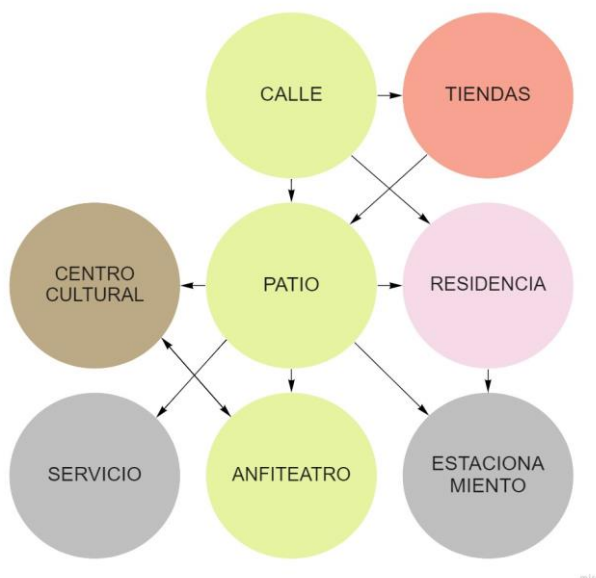 CALLE
TIENDAS
CENTRO
CULTURAL
PATIO
RESIDENCIA
SERVICIO
ANFITEATRO
ESTACIONA
MIENTO